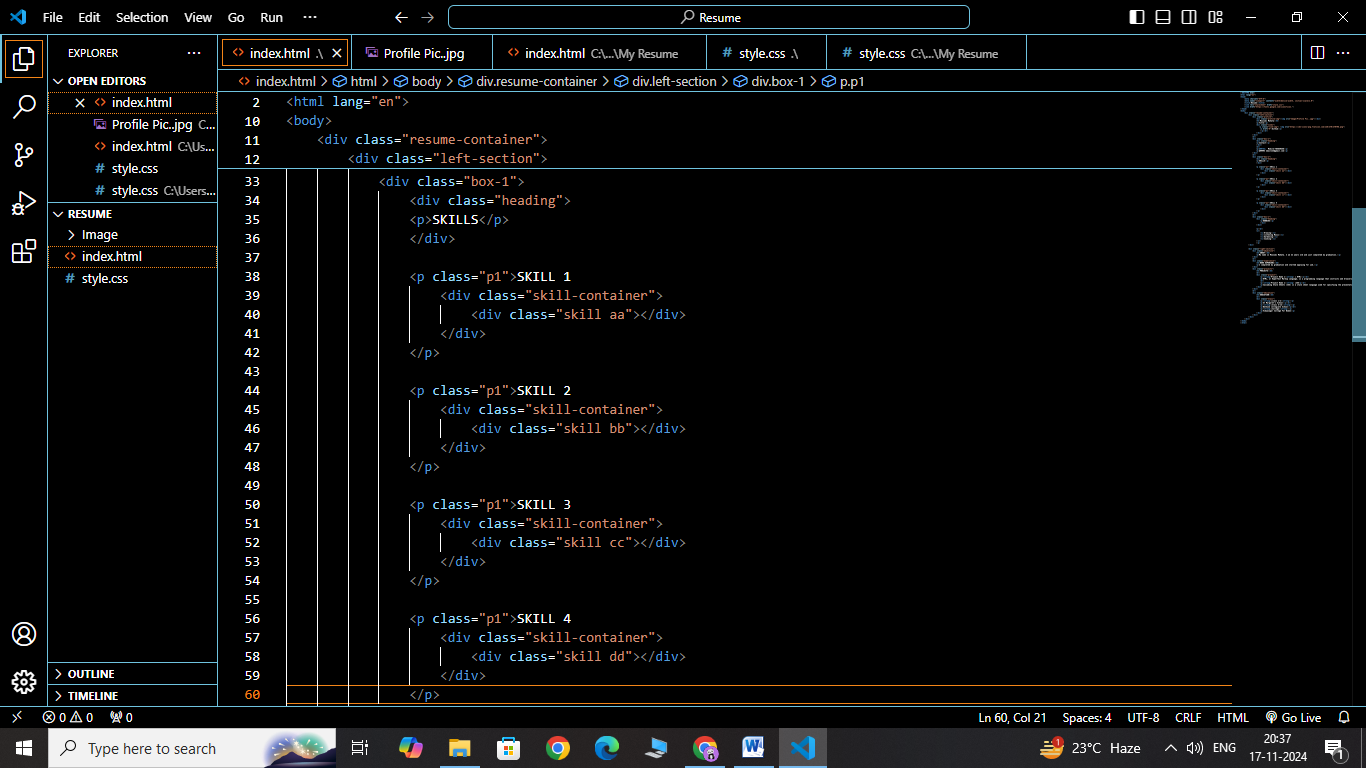 File Edit Selection View Go Run ··· Resume
EXPLORER ···
OPEN EDITORS
index.html
Profile Pic..jpg C...
index.html C:\Us...
style.css
style.css C:\Users...
RESUME
Image
index.html
style.css
OUTLINE
TIMELINE
index.html .\ Profile Pic..jpg index.html C:\...\My Resume style.css .\ style.css C:\...\My Resume ···
index.html > html > body > div.resume-container > div.left-section > div.box-1 > p.p1
2 <html lang="en">
10 <body>
11 <div class="resume-container">
12 <div class="left-section">
33 <div class="box-1">
34 <div class="heading">
35 <p>SKILLS</p>
36 </div>
37
38 <p class="p1">SKILL 1
39 <div class="skill-container">
40 <div class="skill aa"></div>
41 </div>
42 </p>
43
44 <p class="p1">SKILL 2
45 <div class="skill-container">
46 <div class="skill bb"></div>
47 </div>
48 </p>
49
50 <p class="p1">SKILL 3
51 <div class="skill-container">
52 <div class="skill cc"></div>
53 </div>
54 </p>
55
56 <p class="p1">SKILL 4
57 <div class="skill-container">
58 <div class="skill dd"></div>
59 </div>
60 </p>
0 0 0 Ln 60, Col 21 Spaces: 4 UTF-8 CRLF HTML Go Live
Type here to search 23°C Haze ENG 20:37
17-11-2024 1